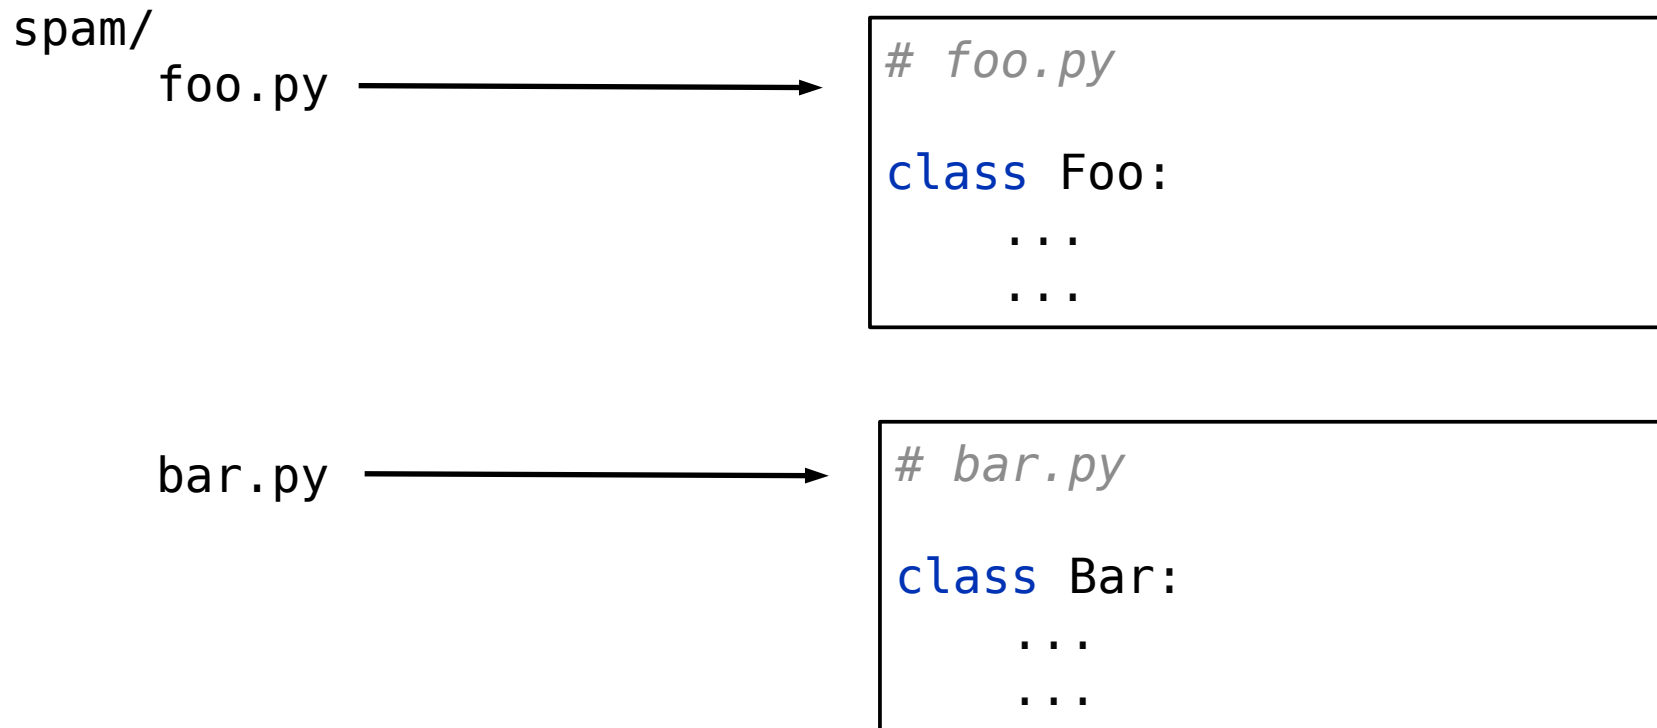 spam/
foo.py
# foo.py
class Foo:
...
...
bar.py
# bar.py
class Bar:
...
...